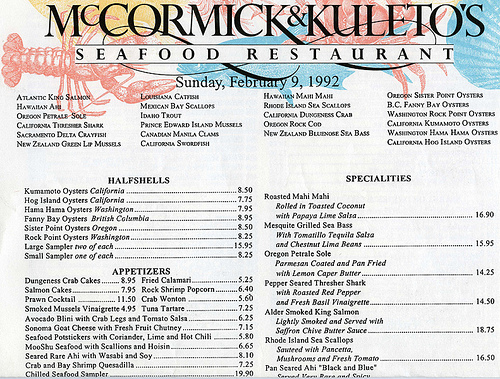 McCORMICK&KULETO'S
SEAFOOD RESTAURANT
Sunday, February 9, 1992
ATLANTIC KING SALMON
HAWAIIAN AHI
OREGON PETRALE SOLE
CALIFORNIA THRESHER SHARK
SACRAMENTO DELTA CRAYFISH
NEW ZEALAND GREEN LIP MUSSELS
LOUISIANA CATFISH
MEXICAN BAY SCALLOPS
IDAHO TROUT
PRINCE EDWARD ISLAND MUSSELS
CANADIAN MANILA CLAMS
CALIFORNIA SWORDFISH
HAWAIIAN MAHI MAHI
RHODE ISLAND SEA SCALLOPS
CALIFORNIA DUNGENESS CRAB
OREGON ROCK COD
NEW ZEALAND BLUENOSE SEA BASS
OREGON SISTER POINT OYSTERS
B.C. FANNY BAY OYSTERS
WASHINGTON ROCK POINT OYSTERS
CALIFORNIA KUMAMOTO OYSTERS
WASHINGTON HAMA HAMA OYSTERS
CALIFORNIA HOG ISLAND OYSTERS
HALFSHELLS
Kumamoto Oysters California 8.50
Hog Island Oysters California 7.75
Hama Hama Oysters Washington 7.95
Fanny Bay Oysters British Columbia 8.95
Sister Point Oysters Oregon 8.50
Rock Point Oysters Washington 8.25
Large Sampler two of each 15.95
Small Sampler one of each 8.25
APPETIZERS
Dungeness Crab Cakes 8.95 Fried Calamari 5.25
Salmon Cakes 7.95 Rock Shrimp Popcorn 6.40
Prawn Cocktail 11.50 Crab Wonton 5.60
Smoked Mussels Vinaigrette 4.95 Tuna Tartare 7.25
Avocado Blini with Crab Legs and Tomato Salsa 6.25
Sonoma Goat Cheese with Fresh Fruit Chutney 7.15
Seafood Potstickers with Coriander, Lime and Hot Chili 5.80
MooShu Seafood with Scallions and Hoisin 6.65
Seared Rare Ahi with Wasabi and Soy 8.10
Crab and Bay Shrimp Quesadilla 7.25
Chilled Seafood Sampler 19.90
SPECIALITIES
Roasted Mahi Mahi
Rolled in Toasted Coconut
with Papaya Lime Salsa 16.90
Mesquite Grilled Sea Bass
With Tomatillo Tequila Salsa
and Chestnut Lima Beans 15.95
Oregon Petrale Sole
Parmesan Coated and Pan Fried
with Lemon Caper Butter 14.25
Pepper Seared Thresher Shark
with Roasted Red Pepper
and Fresh Basil Vinaigrette 14.50
Alder Smoked King Salmon
Lightly Smoked and Served with
Saffron Chive Butter Sauce 18.75
Rhode Island Sea Scallops
Sauteed with Pancetta,
Mushrooms and Fresh Tomato 16.50
Pan Seared Ahi "Black and Blue"
Served Very Rare and Spicy